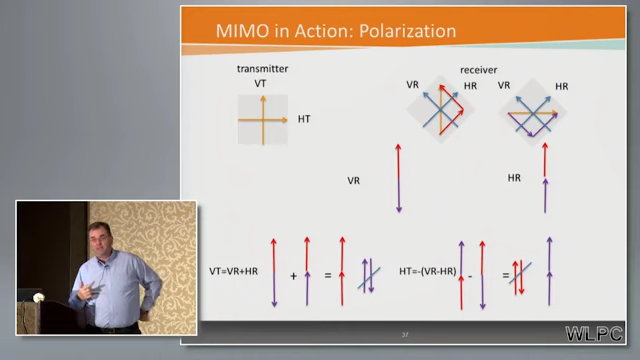 MIMO in Action: Polarization
transmitter
VT
HT
receiver
VR
HR
VR
HR
VR
HR
VT=VR+HR
+
=
HT=-(VR-HR)
-
=
37
WLPC